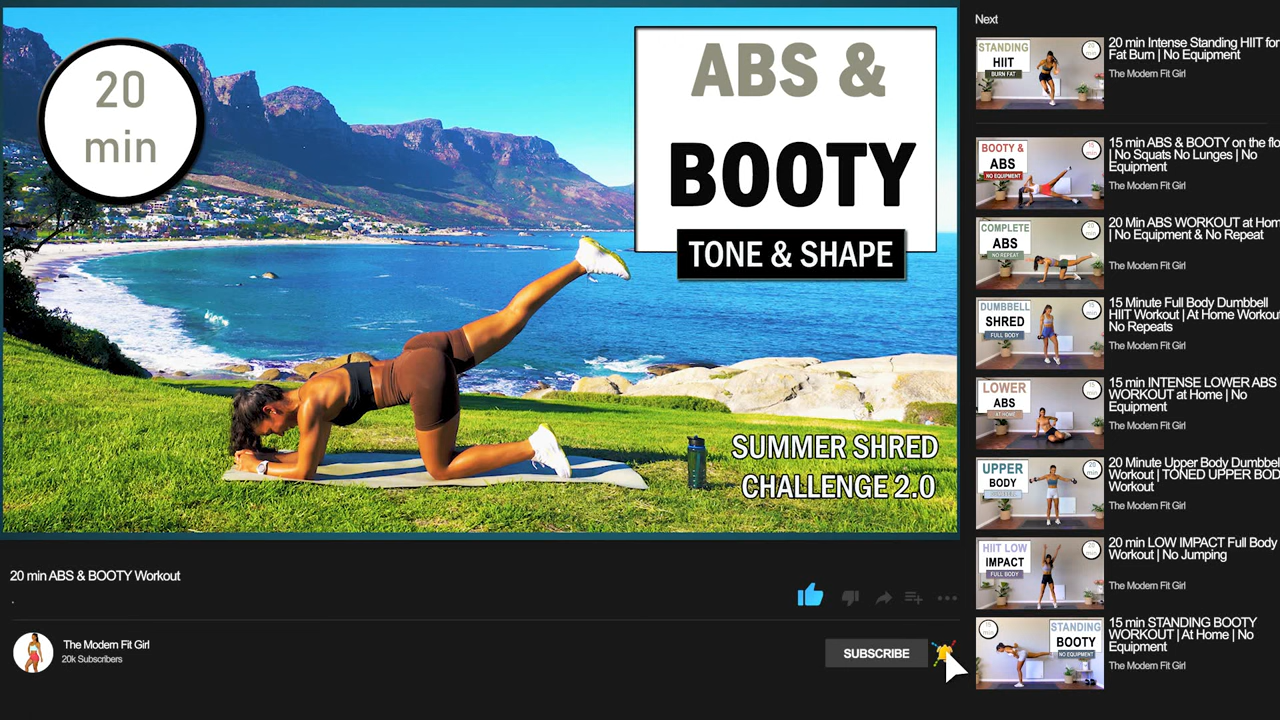 20
min
ABS &
BOOTY
TONE & SHAPE
SUMMER SHRED
CHALLENGE 2.0
20 min ABS & BOOTY Workout
The Modern Fit Girl
20k Subscribers
SUBSCRIBE
Next
STANDING
HIIT
BURN FAT
20 min Intense Standing HIIT for
Fat Burn | No Equipment
The Modern Fit Girl
BOOTY &
ABS
NO EQUIPMENT
15 min ABS & BOOTY on the flo
| No Squats No Lunges | No
Equipment
The Modern Fit Girl
COMPLETE
ABS
NO REPEAT
20 Min ABS WORKOUT at Hom
| No Equipment & No Repeat
The Modern Fit Girl
DUMBBELL
SHRED
FULL BODY
15 Minute Full Body Dumbbell
HIIT Workout | At Home Workou
No Repeats
The Modern Fit Girl
LOWER
ABS
AT HOME
15 min INTENSE LOWER ABS
WORKOUT at Home | No
Equipment
The Modern Fit Girl
UPPER
BODY
20 Minute Upper Body Dumbbel
Workout | TONED UPPER BOD
Workout
The Modern Fit Girl
HIIT LOW
IMPACT
FULL BODY
20 min LOW IMPACT Full Body
Workout | No Jumping
The Modern Fit Girl
15
min
STANDING
BOOTY
NO EQUIPMENT
15 min STANDING BOOTY
WORKOUT | At Home | No
Equipment
The Modern Fit Girl